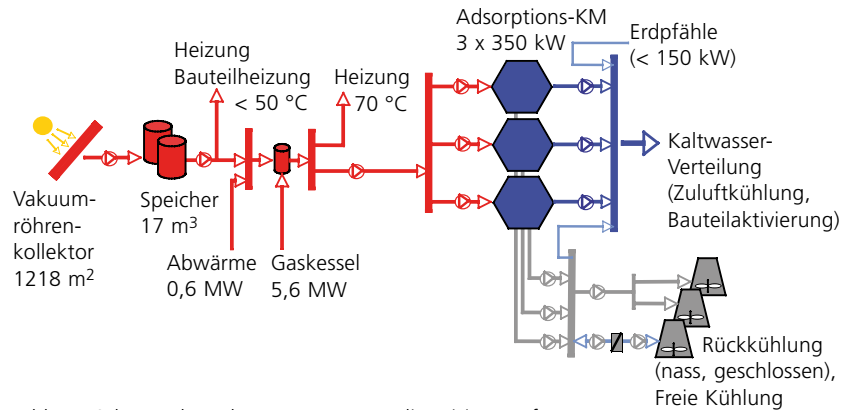 Adsorptions-KM
3 x 350 kW
Erdpfähle
(< 150 kW)
Heizung
Bauteilheizung
< 50 °C
Heizung
70 °C
Kaltwasser-
Verteilung
(Zuluftkühlung,
Bauteilaktivierung)
Vakuum-
röhren-
kollektor
1218 m2
Speicher
17 m3
Abwärme
0,6 MW
Gaskessel
5,6 MW
Rückkühlung
(nass, geschlossen),
Freie Kühlung